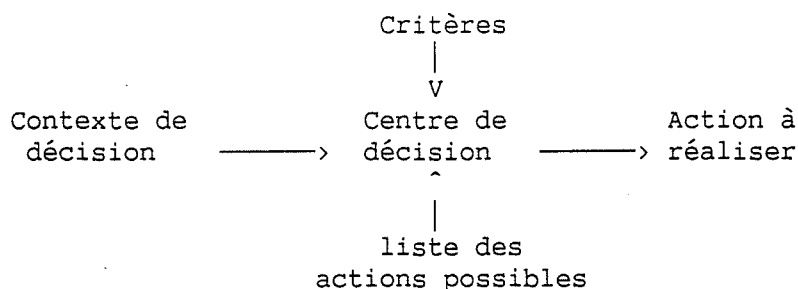 Critères
|
V
Contexte de Centre de Action à
décision ———> décision ———> réaliser
^
|
liste des
actions possibles